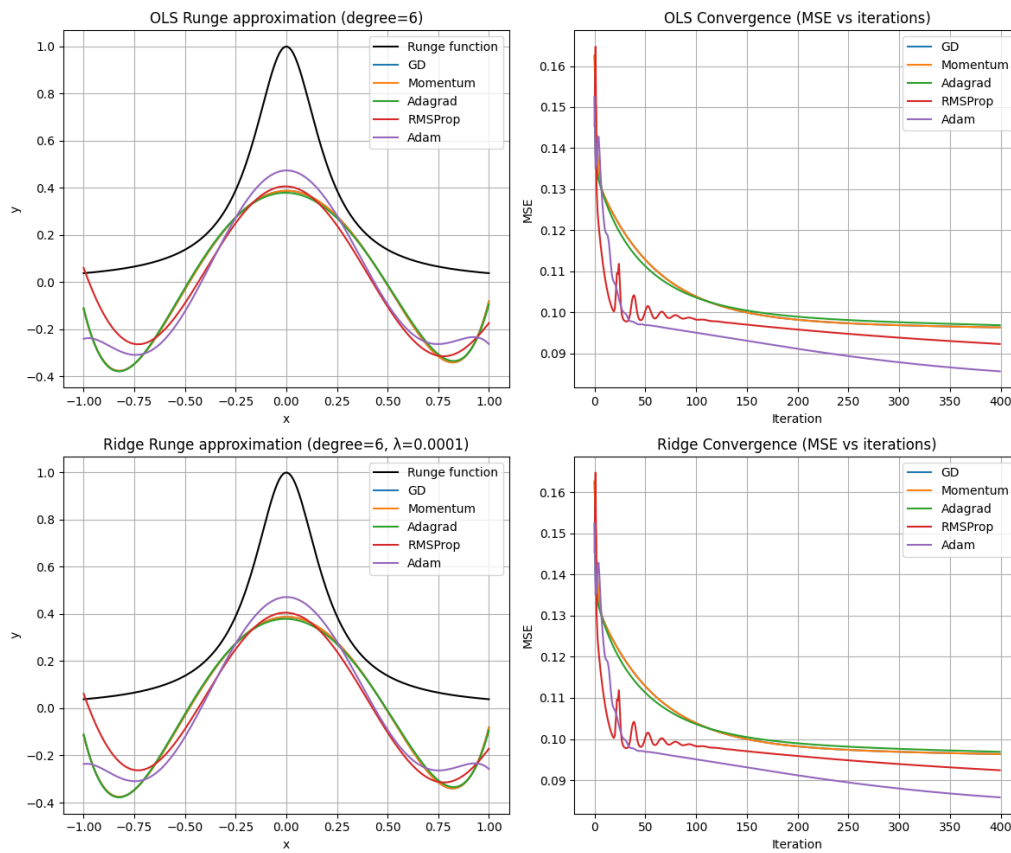 OLS Runge approximation (degree=6)
1.0
0.8
0.6
0.4
0.2
0.0
−0.2
−0.4
y
−1.00 −0.75 −0.50 −0.25 0.00 0.25 0.50 0.75 1.00
x
Runge function
GD
Momentum
Adagrad
RMSProp
Adam
OLS Convergence (MSE vs iterations)
0.16
0.15
0.14
0.13
0.12
0.11
0.10
0.09
MSE
0 50 100 150 200 250 300 350 400
Iteration
GD
Momentum
Adagrad
RMSProp
Adam
Ridge Runge approximation (degree=6, λ=0.0001)
1.0
0.8
0.6
0.4
0.2
0.0
−0.2
−0.4
y
−1.00 −0.75 −0.50 −0.25 0.00 0.25 0.50 0.75 1.00
x
Runge function
GD
Momentum
Adagrad
RMSProp
Adam
Ridge Convergence (MSE vs iterations)
0.16
0.15
0.14
0.13
0.12
0.11
0.10
0.09
MSE
0 50 100 150 200 250 300 350 400
Iteration
GD
Momentum
Adagrad
RMSProp
Adam